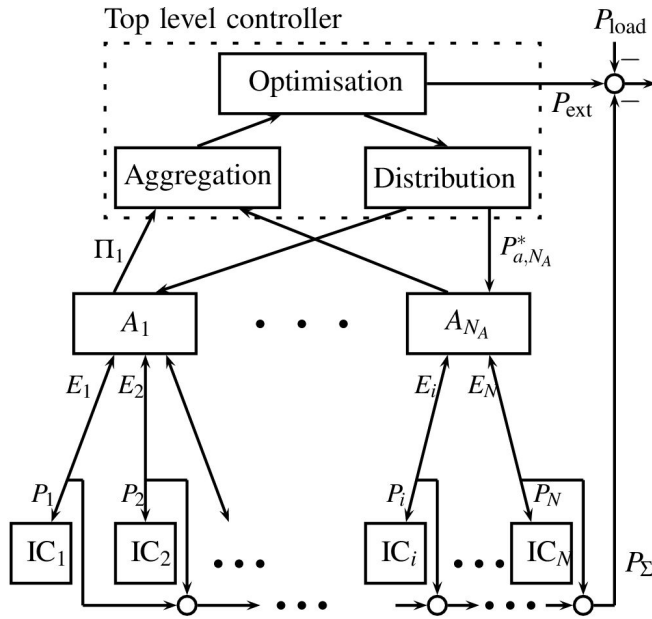 Top level controller
P_load
Optimisation
−
P_ext
−
Aggregation
Distribution
Π_1
P*_{a,N_A}
A_1
• • •
A_{N_A}
E_1
E_2
E_i
E_N
P_1
P_2
P_i
P_N
IC_1
IC_2
• • •
IC_i
• • •
IC_N
P_Σ
• • •
• • •